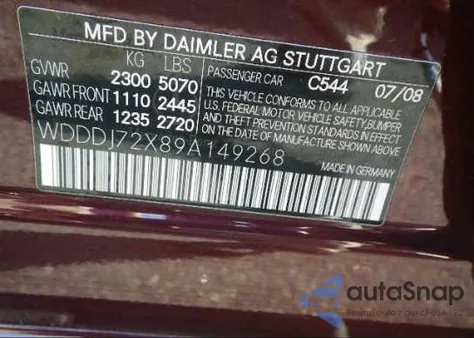 MFD BY DAIMLER AG STUTTGART
KG LBS
GVWR 2300 5070
GAWR FRONT 1110 2445
GAWR REAR 1235 2720
PASSENGER CAR C544 07/08
THIS VEHICLE CONFORMS TO ALL APPLICABLE
U.S. FEDERAL MOTOR VEHICLE SAFETY, BUMPER
AND THEFT PREVENTION STANDARDS IN EFFECT
ON THE DATE OF MANUFACTURE SHOWN ABOVE
WDDDJ72X89A149268
MADE IN GERMANY
autoSnap